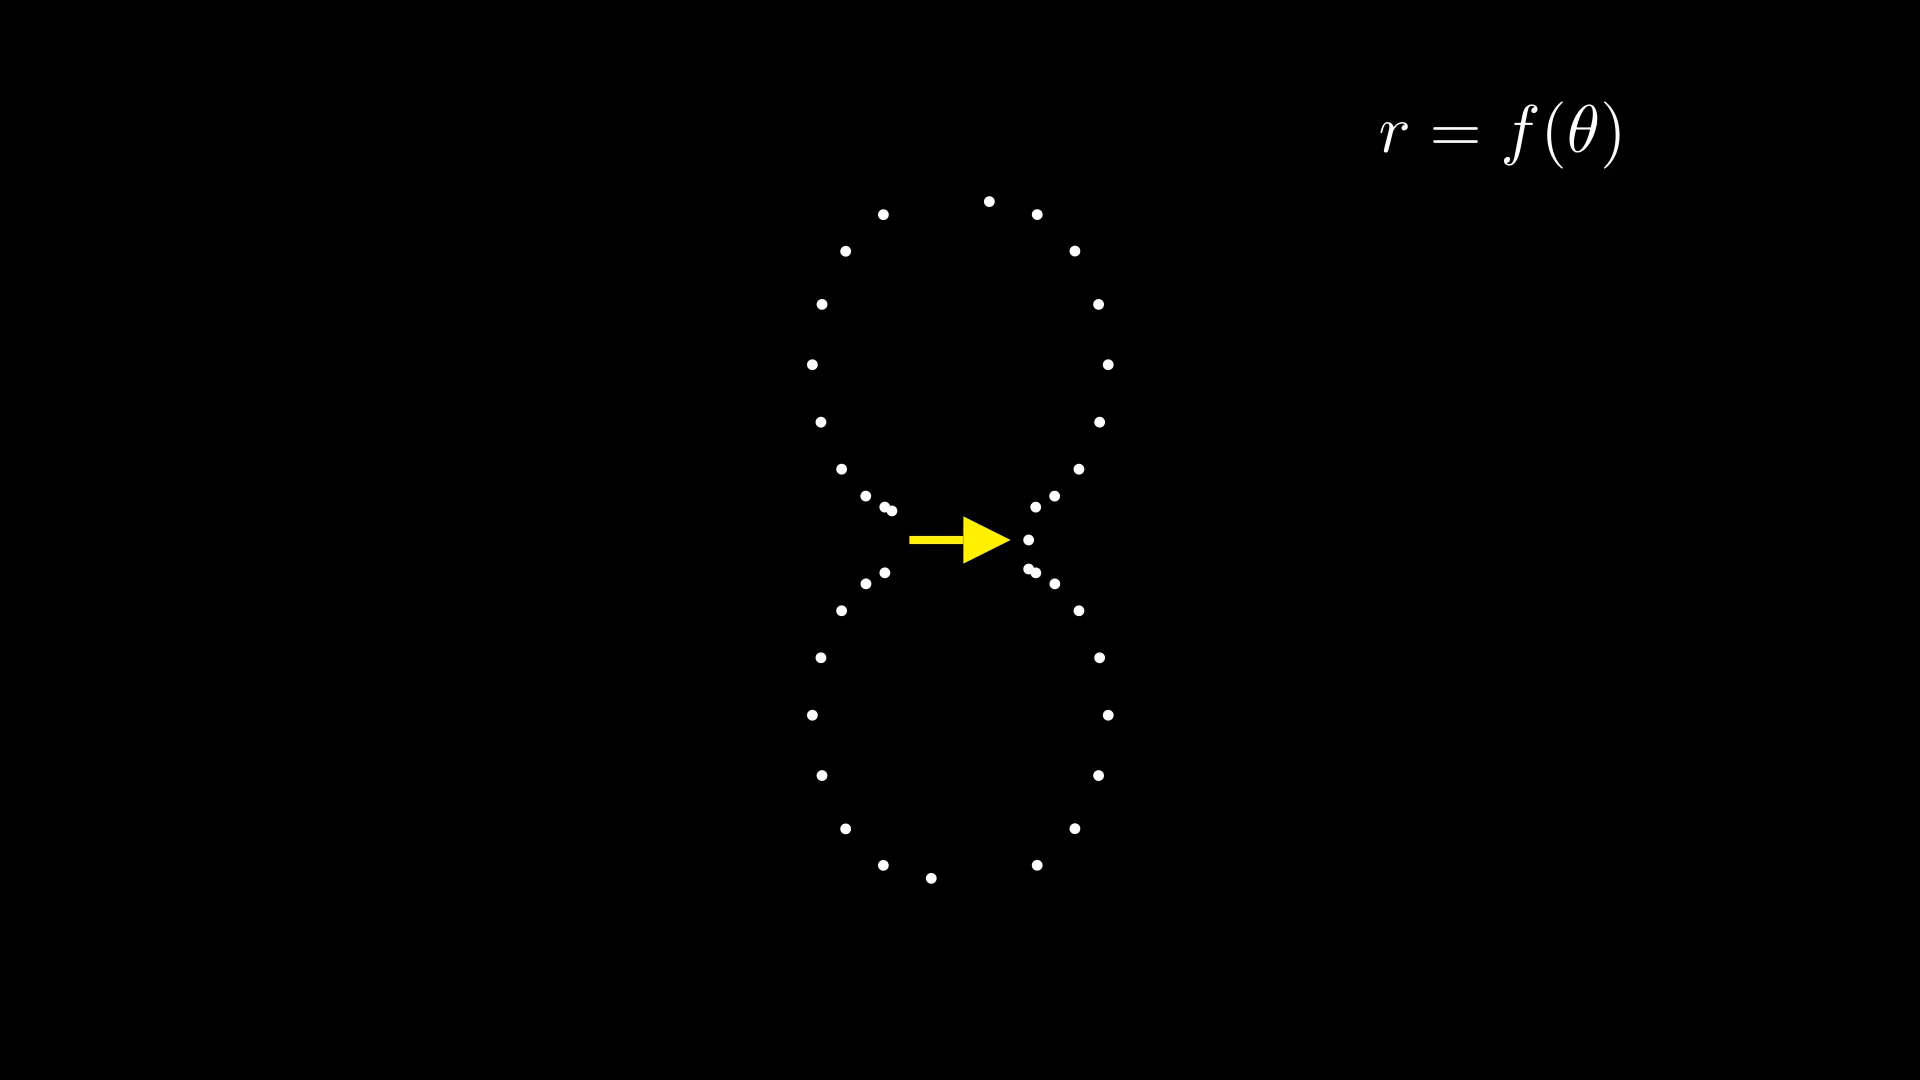 r = f(θ)